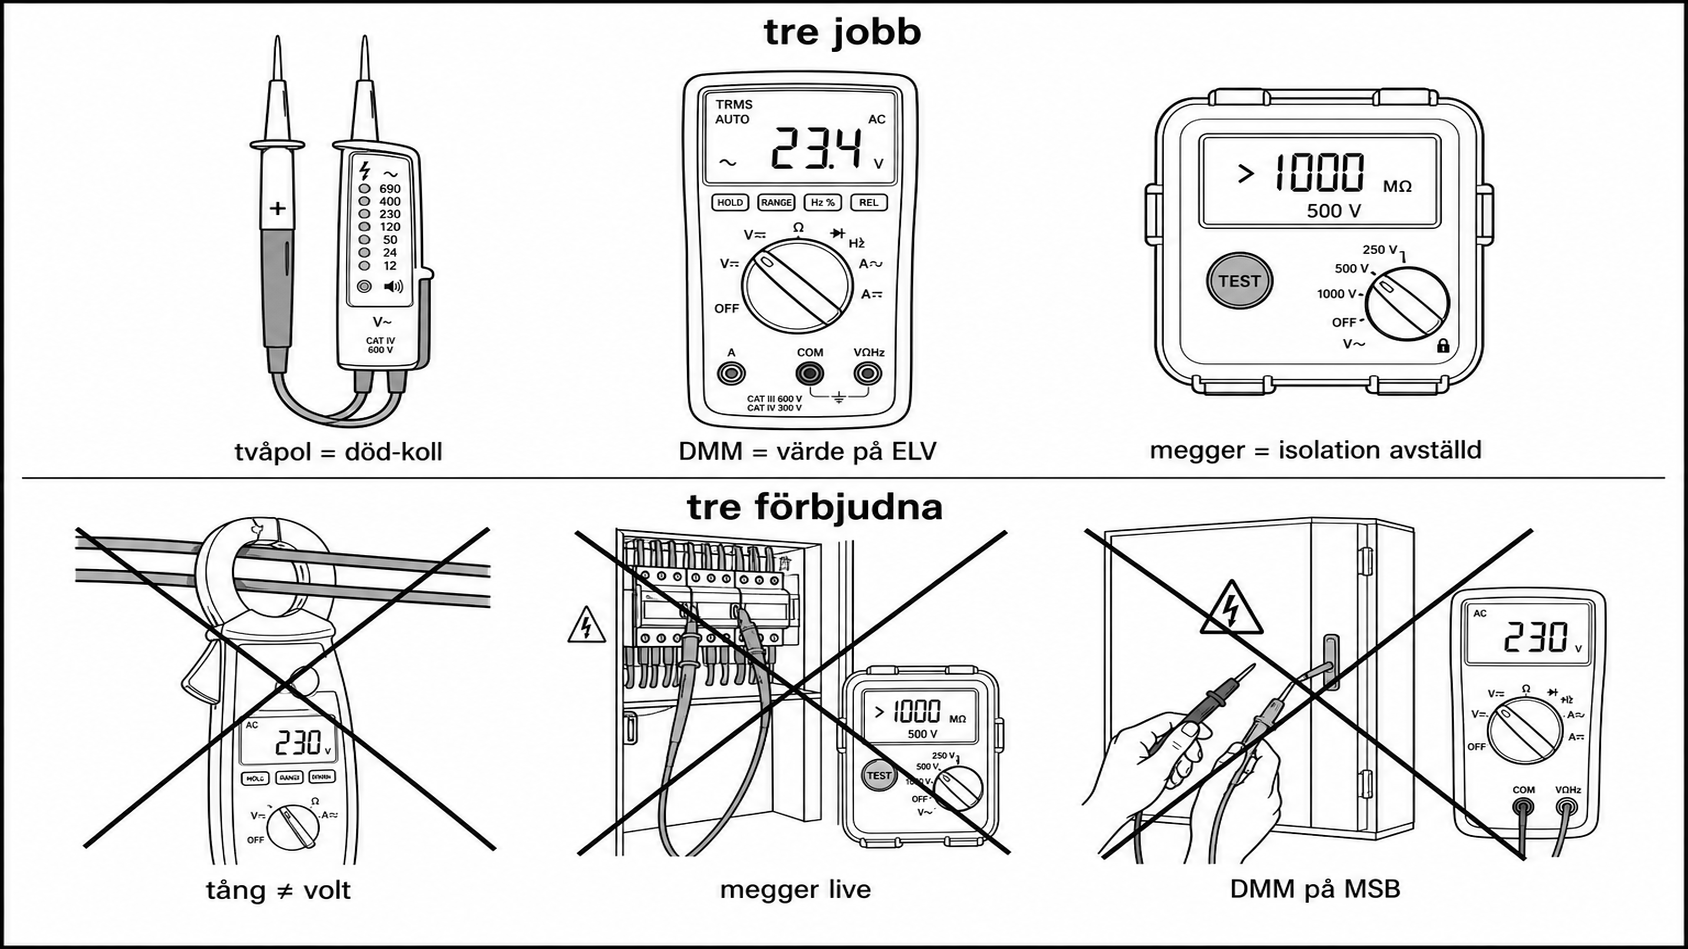 tre jobb
+
690
400
230
120
50
24
12
V~
CAT IV
600 V
TRMS
AUTO
AC
~ 23.4 V
HOLD RANGE Hz % REL
V⎓ Ω Hz
V⎓ A≂
OFF A⎓
A COM VΩHz
CAT III 600 V
CAT IV 300 V
> 1000 MΩ
500 V
TEST
250 V
500 V
1000 V
OFF
V~
tvåpol = död-koll
DMM = värde på ELV
megger = isolation avställd
tre förbjudna
AC
230 V
HOLD RANGE
Ω
V⎓ A≂
OFF
> 1000 MΩ
500 V
TEST
250 V
500 V
OFF
V~
AC
230 V
V⎓ Ω
V⎓ A≂
OFF A⎓
COM VΩHz
tång ≠ volt
megger live
DMM på MSB